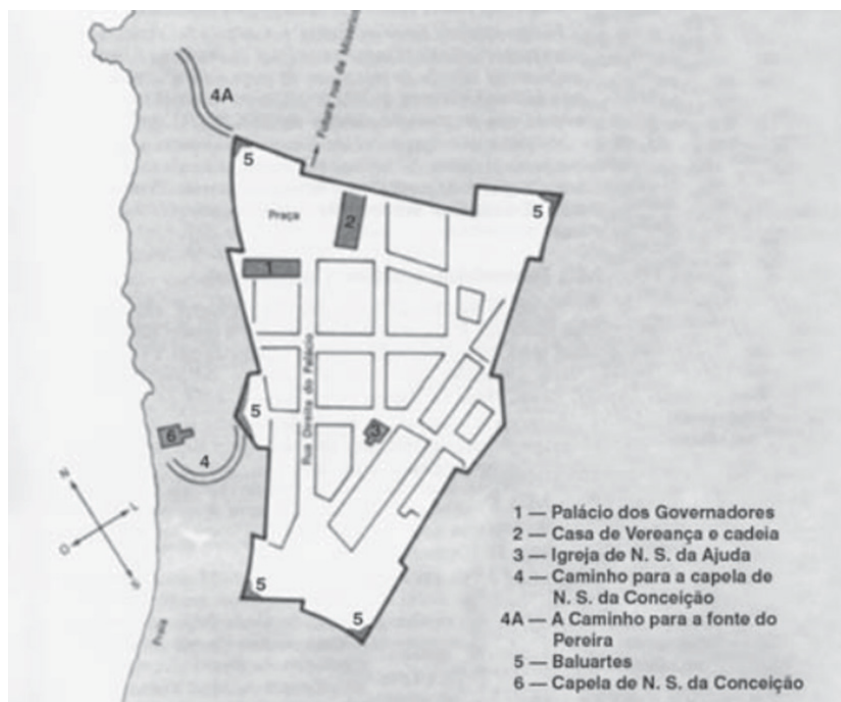 4A
Futura rua da
5
Praça
2
5
1
Rua Direita do Palácio
5
3
6
4
N
L
O
S
5
5
Praia
1 — Palácio dos Governadores
2 — Casa de Vereança e cadeia
3 — Igreja de N. S. da Ajuda
4 — Caminho para a capela de
N. S. da Conceição
4A — A Caminho para a fonte do
Pereira
5 — Baluartes
6 — Capela de N. S. da Conceição